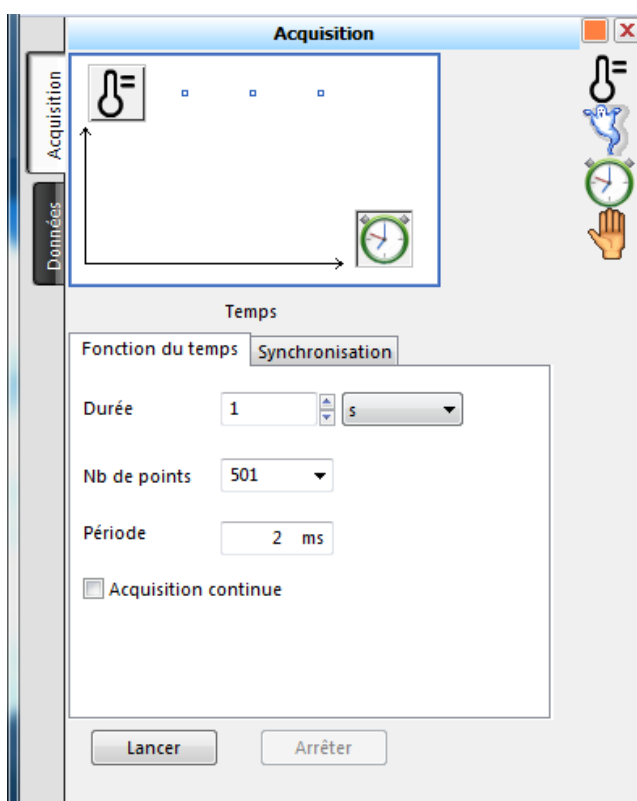 Acquisition
Acquisition
Données
Temps
Fonction du temps
Synchronisation
Durée 1 s
Nb de points 501
Période 2 ms
Acquisition continue
Lancer
Arrêter